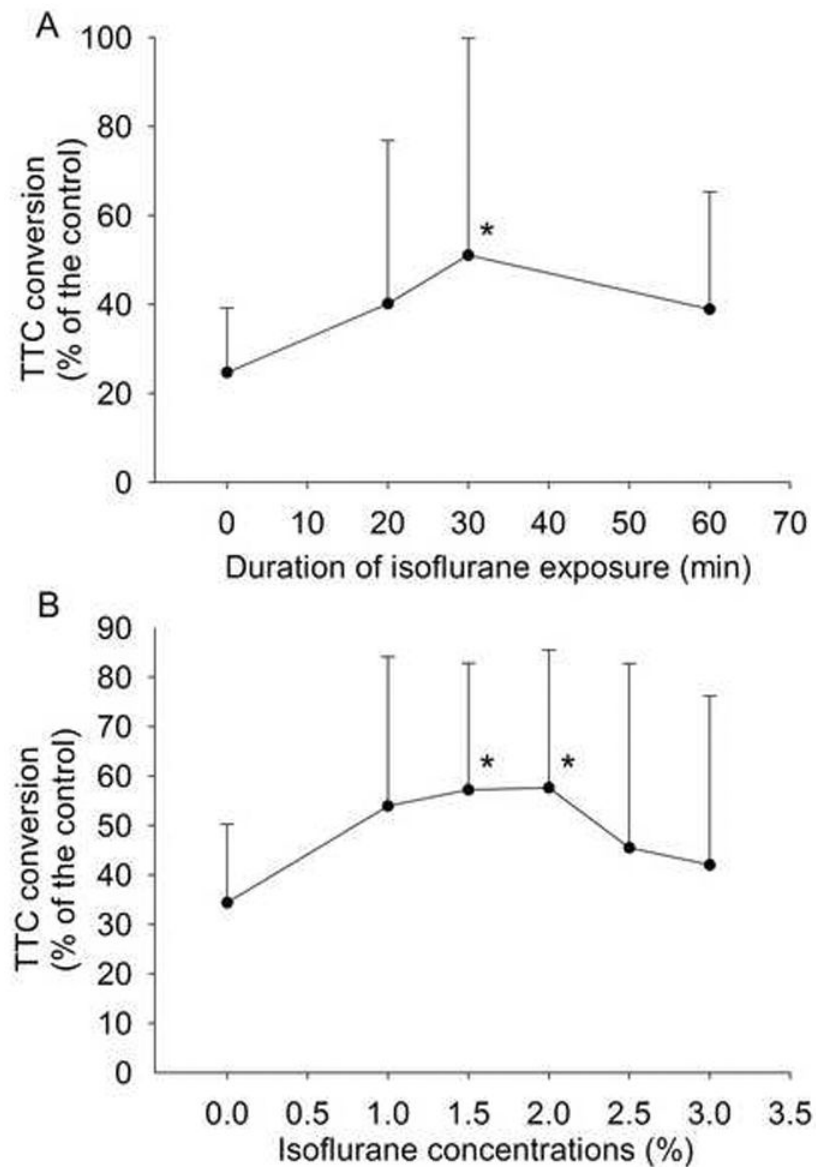 A
TTC conversion
(% of the control)
100
80
60
40
20
0
*
0 10 20 30 40 50 60 70
Duration of isoflurane exposure (min)
B
TTC conversion
(% of the control)
90
80
70
60
50
40
30
20
10
0
* *
0.0 0.5 1.0 1.5 2.0 2.5 3.0 3.5
Isoflurane concentrations (%)